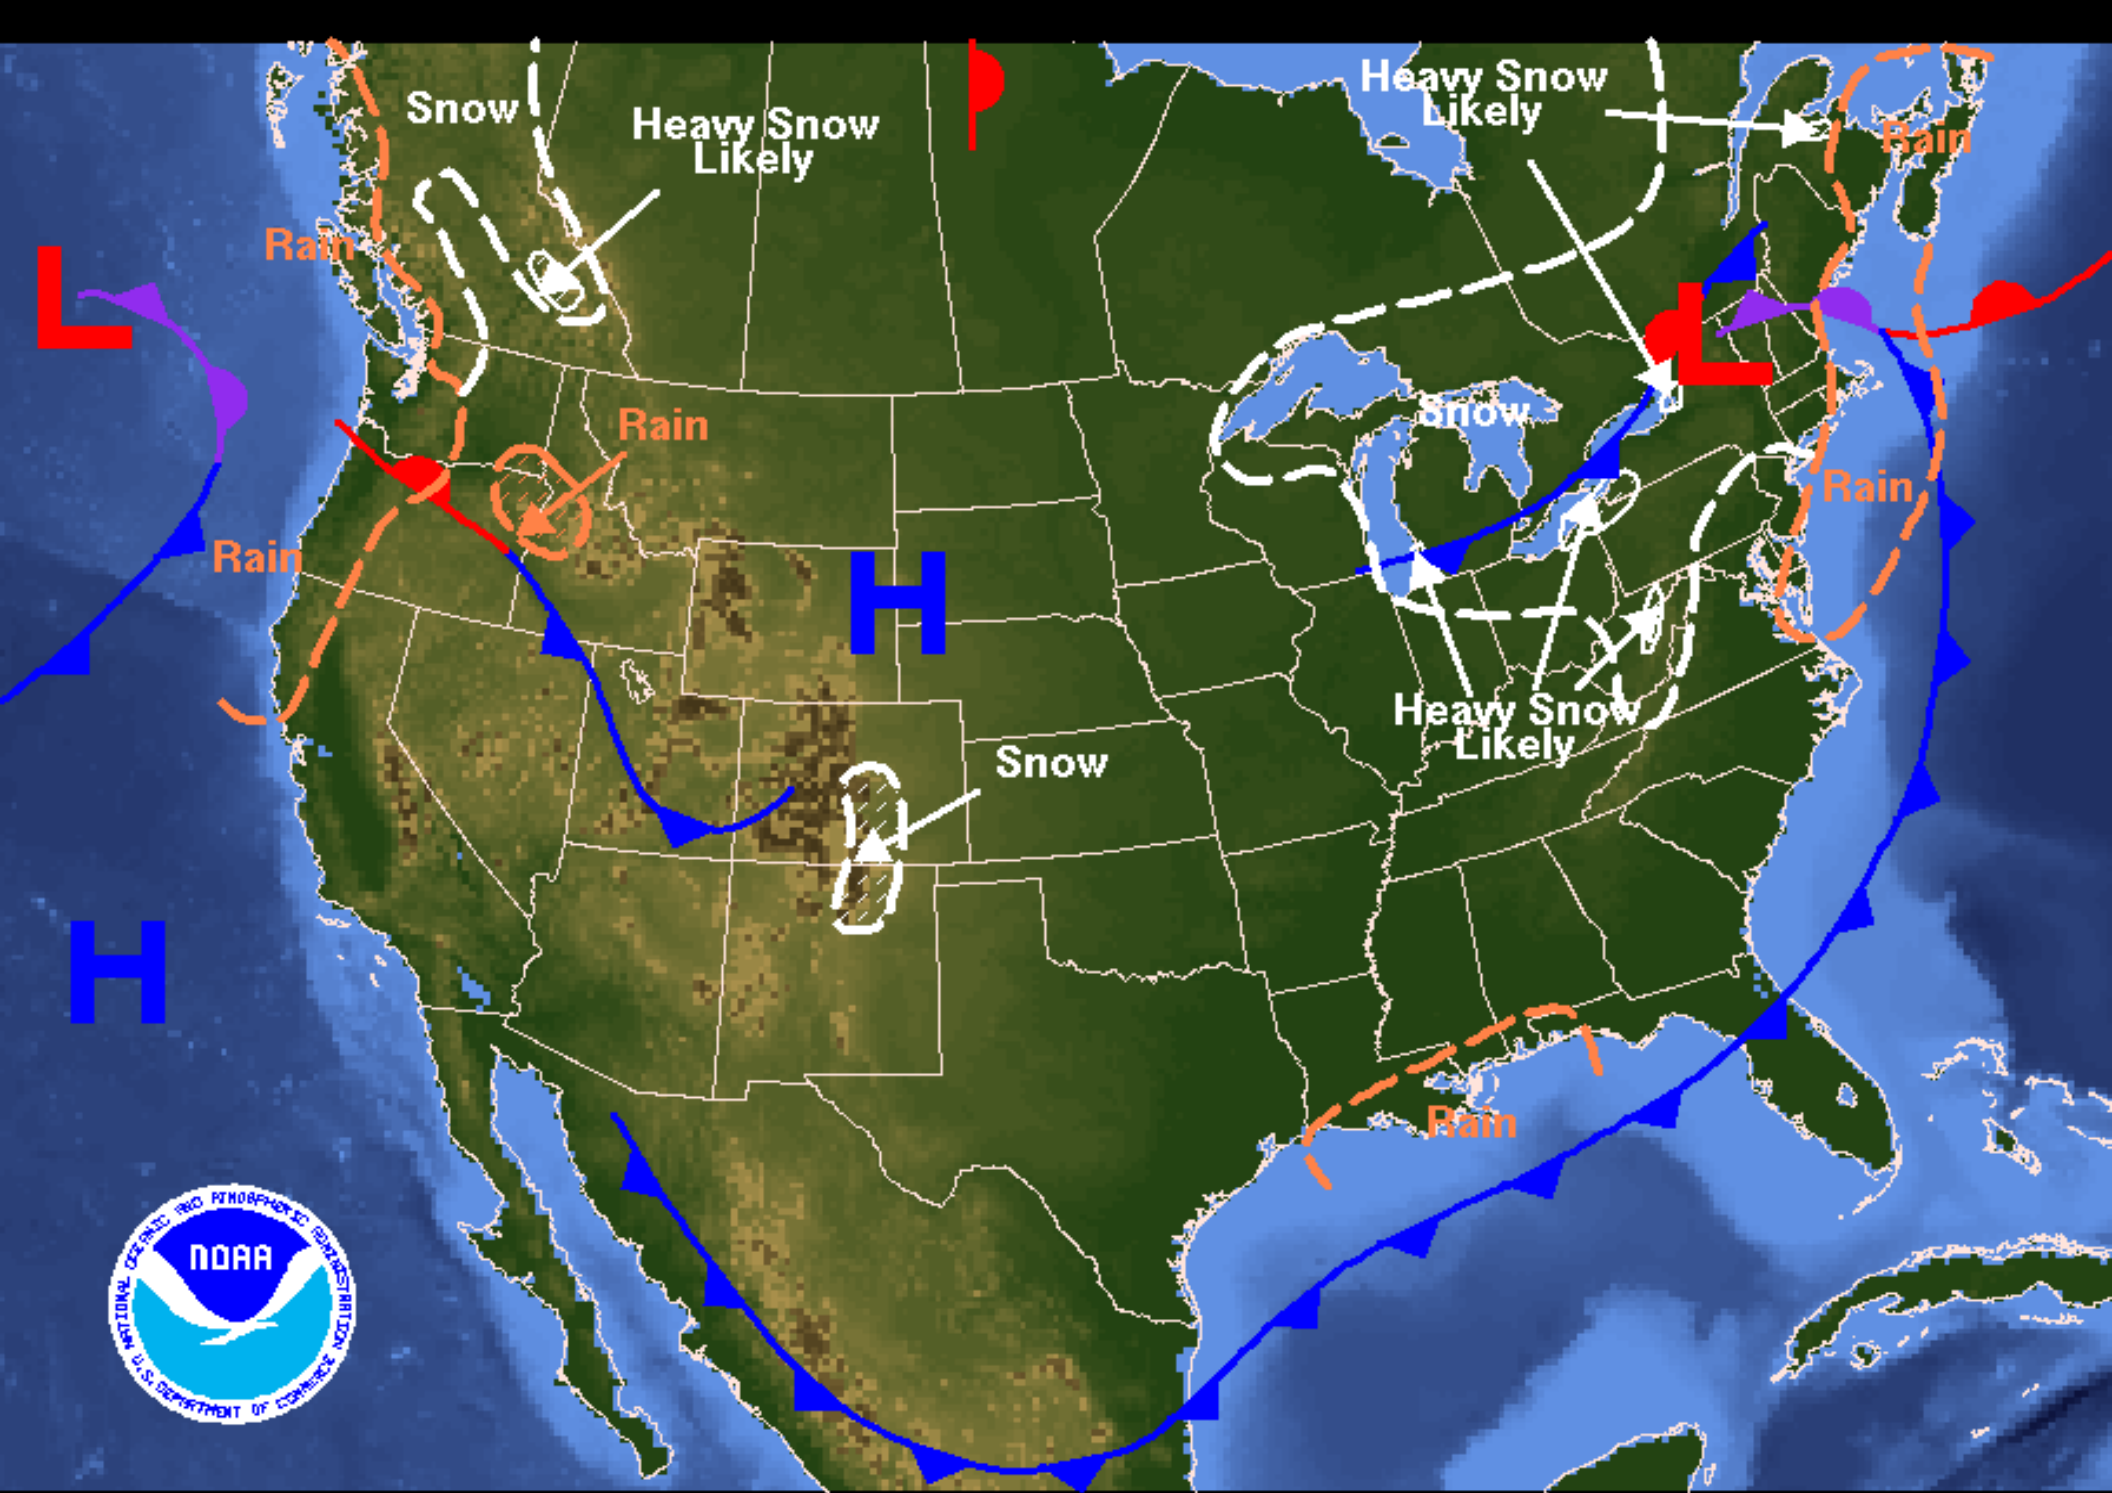 Snow
Heavy Snow
Likely
Heavy Snow
Likely
Rain
Rain
L
L
Snow
Rain
Rain
Rain
H
Heavy Snow
Likely
Snow
H
Rain
NATIONAL OCEANIC AND ATMOSPHERIC ADMINISTRATION
NOAA
U.S. DEPARTMENT OF COMMERCE